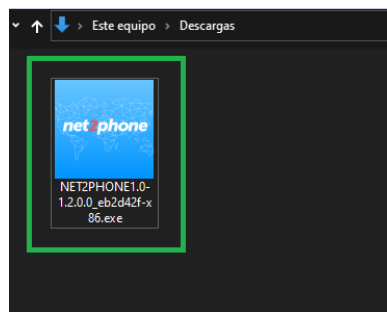 Este equipo > Descargas
net2phone
NET2PHONE1.0-
1.2.0.0_eb2d42f-x
86.exe